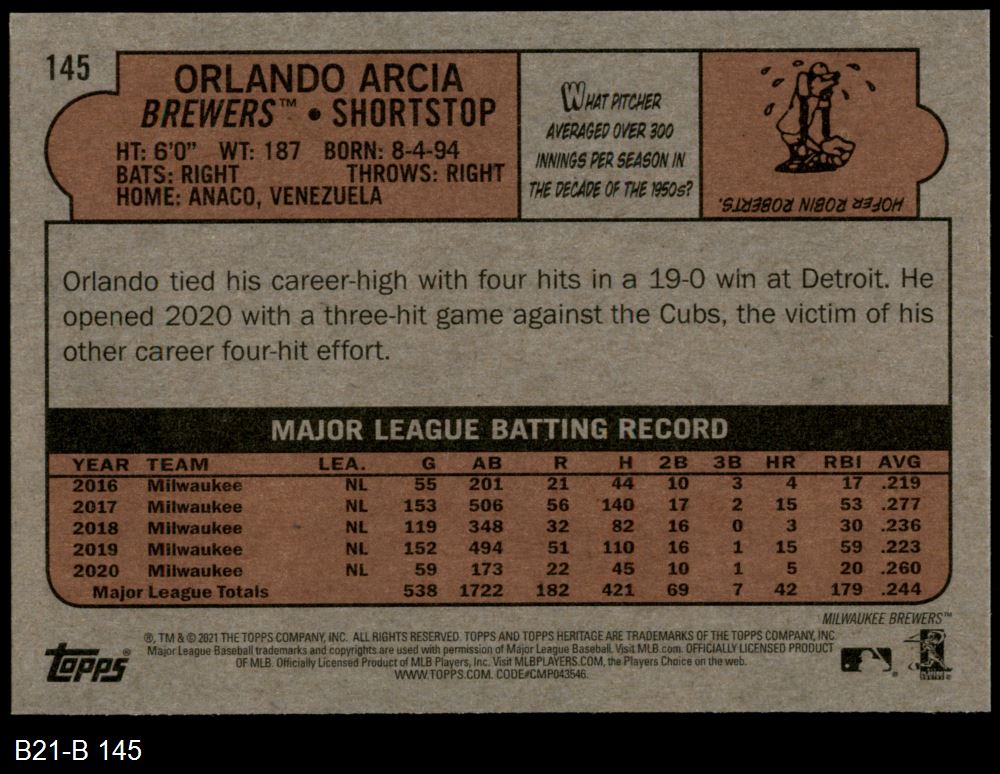 145
ORLANDO ARCIA
BREWERS™ • SHORTSTOP
HT: 6'0" WT: 187 BORN: 8-4-94
BATS: RIGHT THROWS: RIGHT
HOME: ANACO, VENEZUELA
WHAT PITCHER
AVERAGED OVER 300
INNINGS PER SEASON IN
THE DECADE OF THE 1950s?
HOFER ROBIN ROBERTS.
Orlando tied his career-high with four hits in a 19-0 win at Detroit. He
opened 2020 with a three-hit game against the Cubs, the victim of his
other career four-hit effort.
MAJOR LEAGUE BATTING RECORD
YEAR TEAM LEA. G AB R H 2B 3B HR RBI AVG
2016 Milwaukee NL 55 201 21 44 10 3 4 17 .219
2017 Milwaukee NL 153 506 56 140 17 2 15 53 .277
2018 Milwaukee NL 119 348 32 82 16 0 3 30 .236
2019 Milwaukee NL 152 494 51 110 16 1 15 59 .223
2020 Milwaukee NL 59 173 22 45 10 1 5 20 .260
Major League Totals 538 1722 182 421 69 7 42 179 .244
MILWAUKEE BREWERS™
topps®
®, TM & © 2021 THE TOPPS COMPANY, INC. ALL RIGHTS RESERVED. TOPPS AND TOPPS HERITAGE ARE TRADEMARKS OF THE TOPPS COMPANY, INC.
Major League Baseball trademarks and copyrights are used with permission of Major League Baseball. Visit MLB.com. OFFICIALLY LICENSED PRODUCT
OF MLB. Officially Licensed Product of MLB Players, Inc. Visit MLBPLAYERS.COM, the Players Choice on the web.
WWW.TOPPS.COM. CODE#CMP043546.
B21-B 145